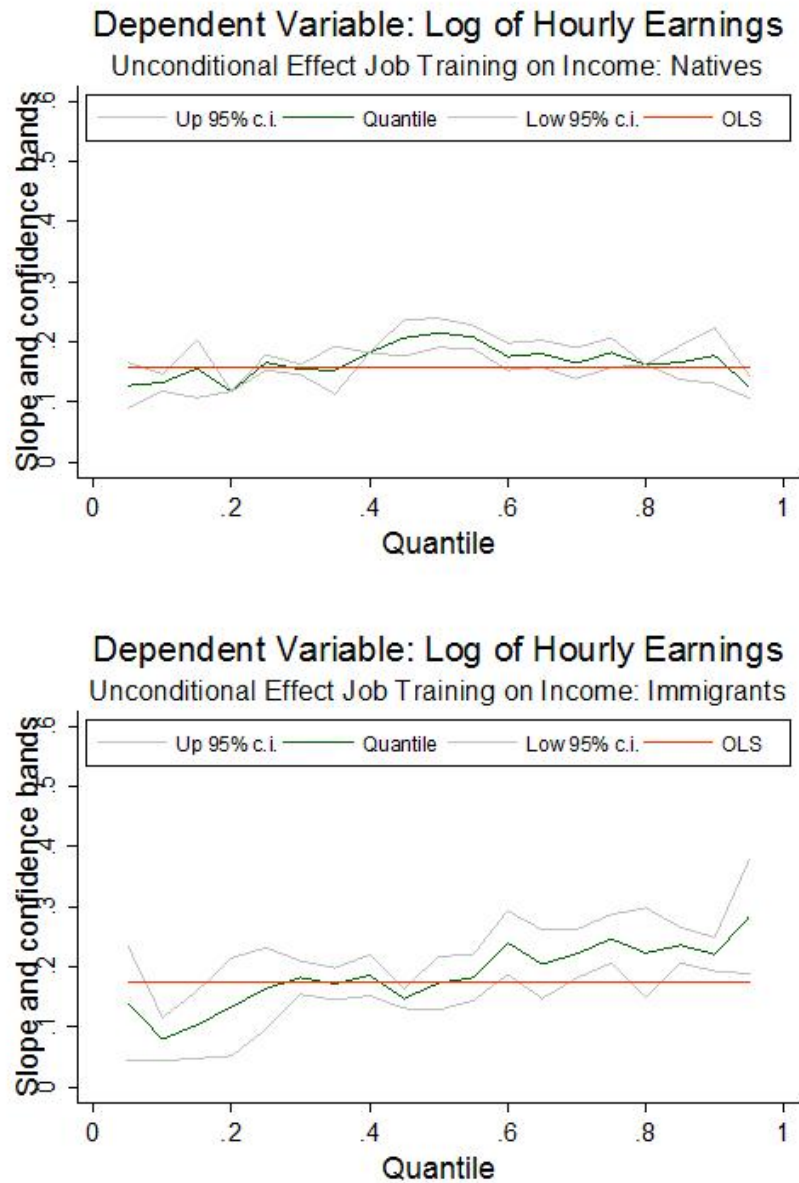 Dependent Variable: Log of Hourly Earnings
Unconditional Effect Job Training on Income: Natives
Up 95% c.i. Quantile Low 95% c.i. OLS
Slope and confidence bands
.6
.5
.4
.3
.2
.1
0
0 .2 .4 .6 .8 1
Quantile
Dependent Variable: Log of Hourly Earnings
Unconditional Effect Job Training on Income: Immigrants
Up 95% c.i. Quantile Low 95% c.i. OLS
Slope and confidence bands
.6
.5
.4
.3
.2
.1
0
0 .2 .4 .6 .8 1
Quantile